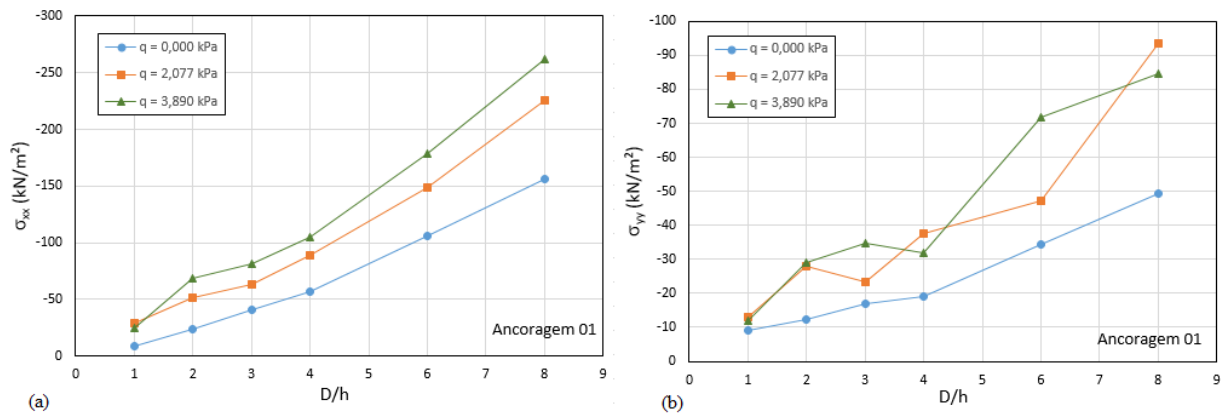 -300
-250
-200
-150
-100
-50
0
σxx (kN/m²)
q = 0,000 kPa
q = 2,077 kPa
q = 3,890 kPa
Ancoragem 01
0 1 2 3 4 5 6 7 8 9
D/h
(a)
-100
-90
-80
-70
-60
-50
-40
-30
-20
-10
0
σyy (kN/m²)
q = 0,000 kPa
q = 2,077 kPa
q = 3,890 kPa
Ancoragem 01
0 1 2 3 4 5 6 7 8 9
D/h
(b)